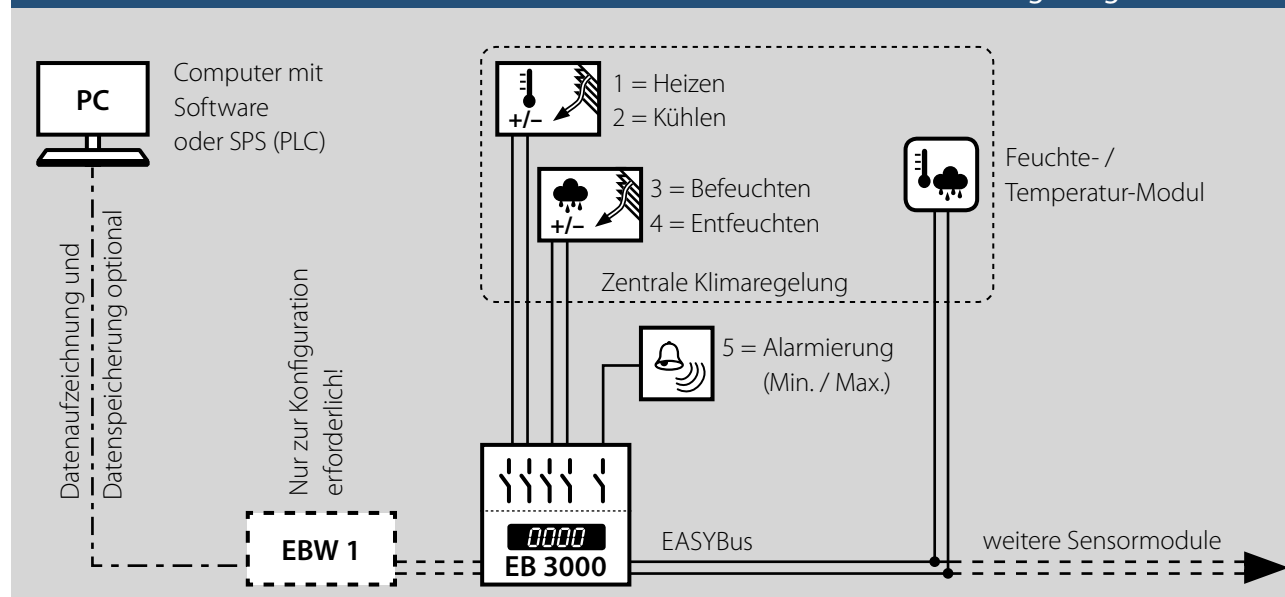 PC
Computer mit
Software
oder SPS (PLC)
+/–
1 = Heizen
2 = Kühlen
+/–
3 = Befeuchten
4 = Entfeuchten
Feuchte- /
Temperatur-Modul
Zentrale Klimaregelung
Datenaufzeichnung und
Datenspeicherung optional
Nur zur Konfiguration
erforderlich!
5 = Alarmierung
(Min. / Max.)
EBW 1
0000
EB 3000
EASYBus
weitere Sensormodule